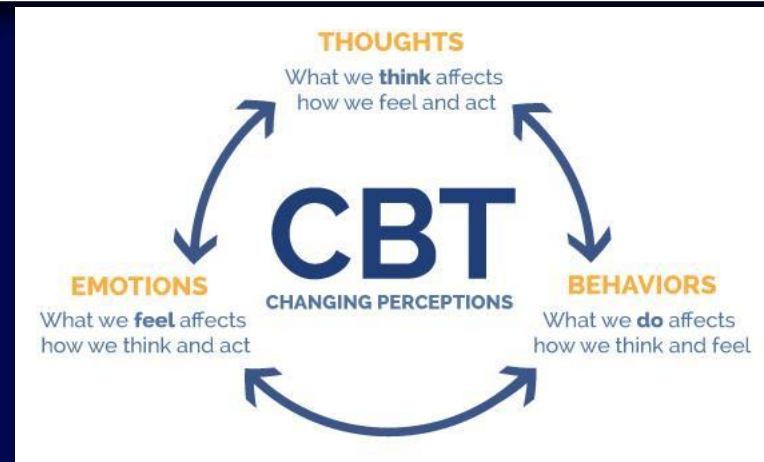 THOUGHTS
What we think affects
how we feel and act
CBT
CHANGING PERCEPTIONS
EMOTIONS
What we feel affects
how we think and act
BEHAVIORS
What we do affects
how we think and feel